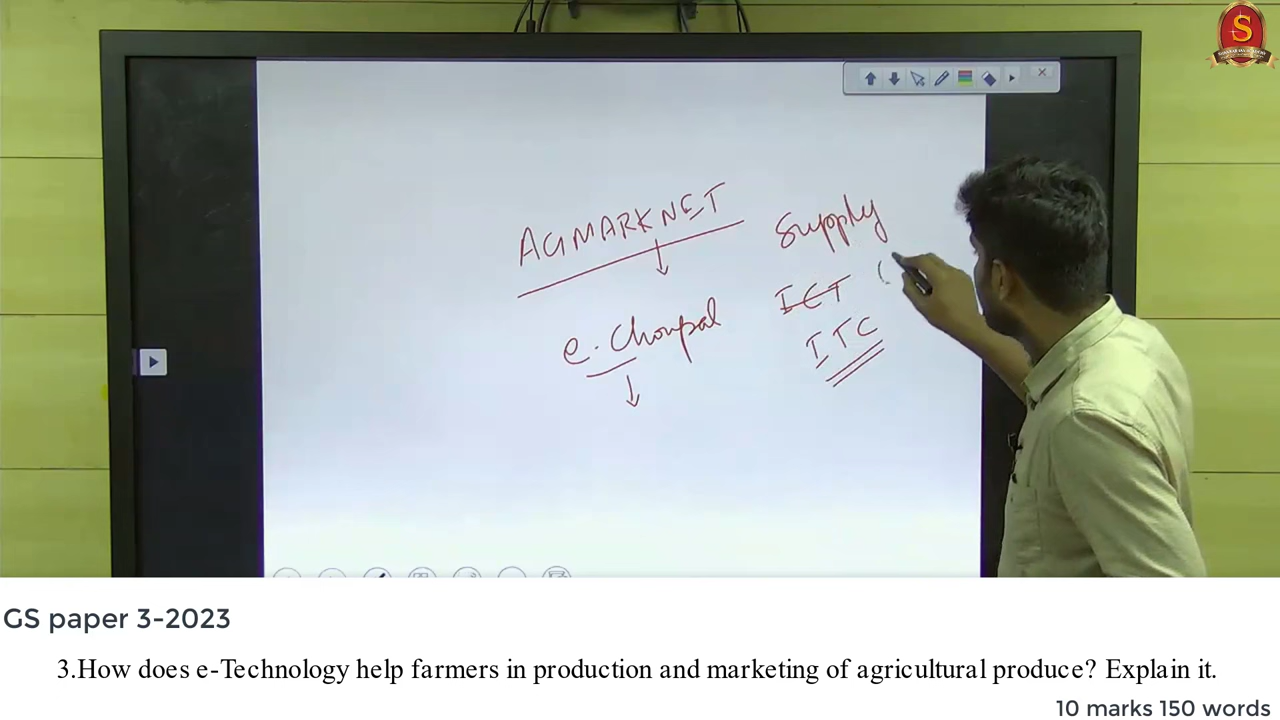 S
AGMARKNET
Supply
ICT
e. Choupal
ITC
GS paper 3-2023
3.How does e-Technology help farmers in production and marketing of agricultural produce? Explain it.
10 marks 150 words